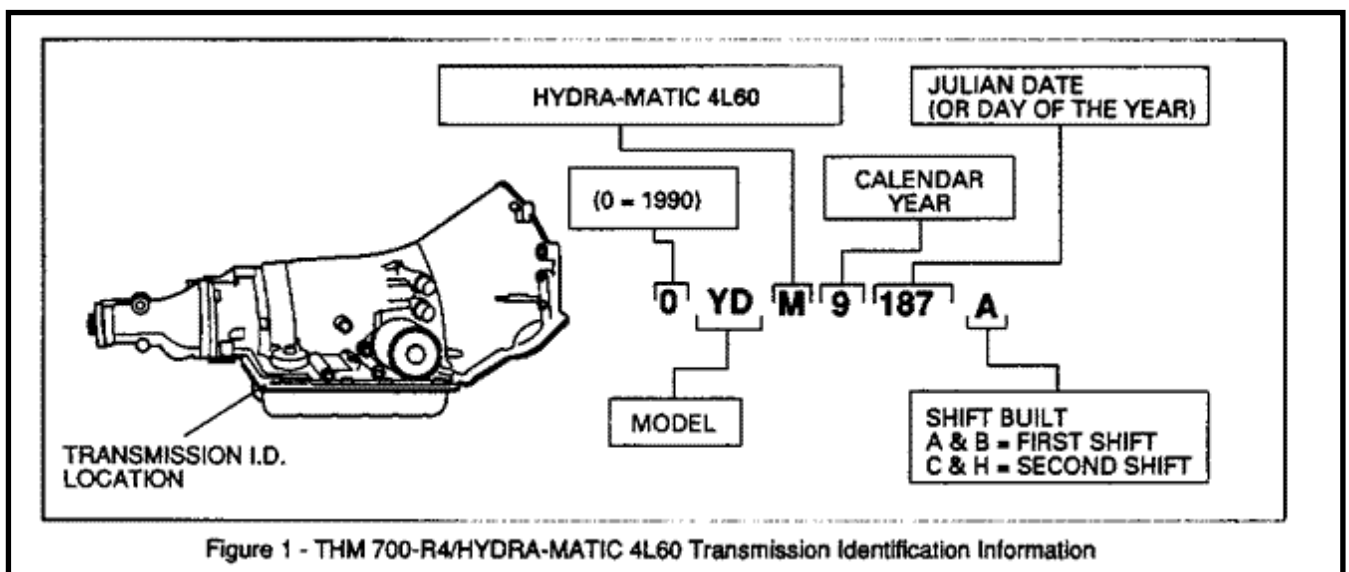 HYDRA-MATIC 4L60
JULIAN DATE
(OR DAY OF THE YEAR)
(0 = 1990)
CALENDAR
YEAR
0 YD M 9 187 A
MODEL
SHIFT BUILT
A & B = FIRST SHIFT
C & H = SECOND SHIFT
TRANSMISSION I.D.
LOCATION
Figure 1 - THM 700-R4/HYDRA-MATIC 4L60 Transmission Identification Information